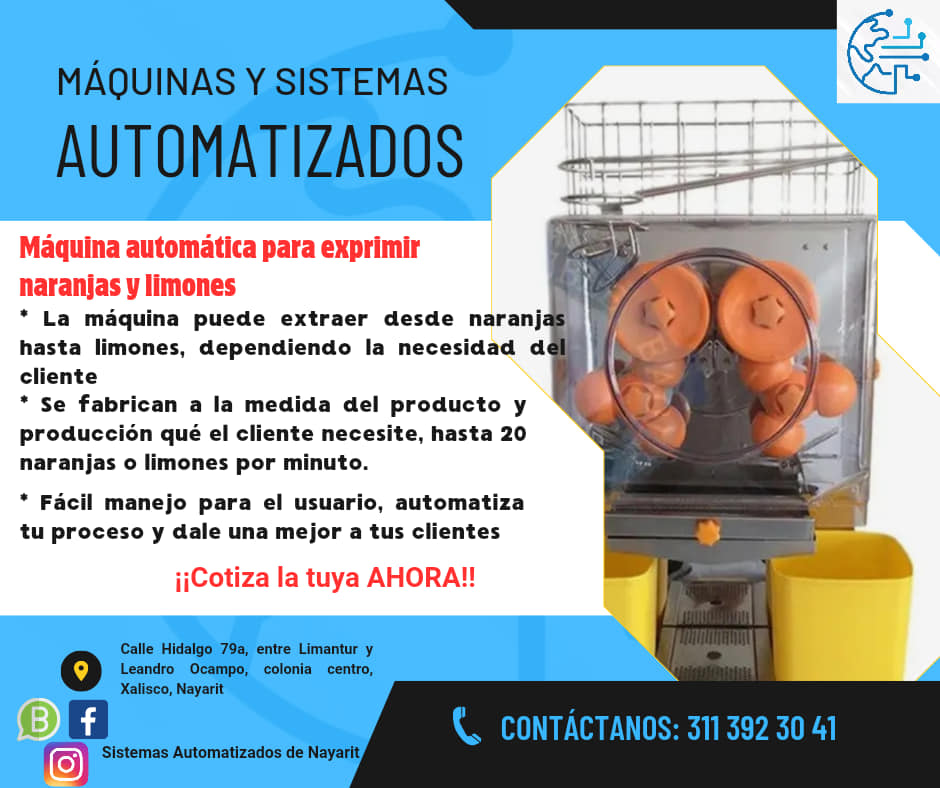 MÁQUINAS Y SISTEMAS
AUTOMATIZADOS
Máquina automática para exprimir
naranjas y limones
* La máquina puede extraer desde naranjas
hasta limones, dependiendo la necesidad del
cliente
* Se fabrican a la medida del producto y
producción qué el cliente necesite, hasta 20
naranjas o limones por minuto.
* Fácil manejo para el usuario, automatiza
tu proceso y dale una mejor a tus clientes
¡¡Cotiza la tuya AHORA!!
Calle Hidalgo 79a, entre Limantur y
Leandro Ocampo, colonia centro,
Xalisco, Nayarit
Sistemas Automatizados de Nayarit
CONTÁCTANOS: 311 392 30 41